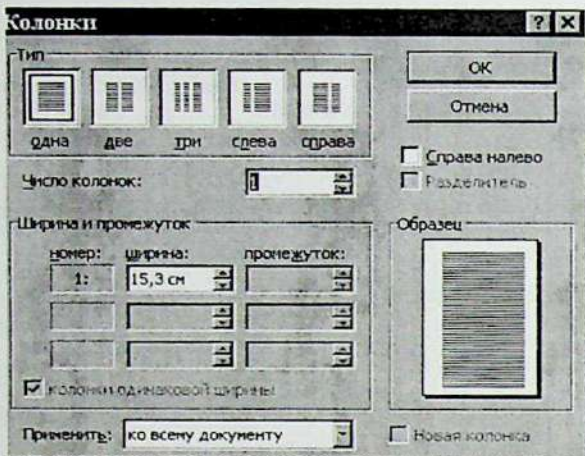 Колонки
Тип
одна две три слева справа
ОК
Отмена
Справа налево
Разделитель
Число колонок: 1
Ширина и промежуток
номер: ширина: промежуток:
1: 15,3 см
колонки одинаковой ширины
Образец
Применить: ко всему документу
Новая колонка